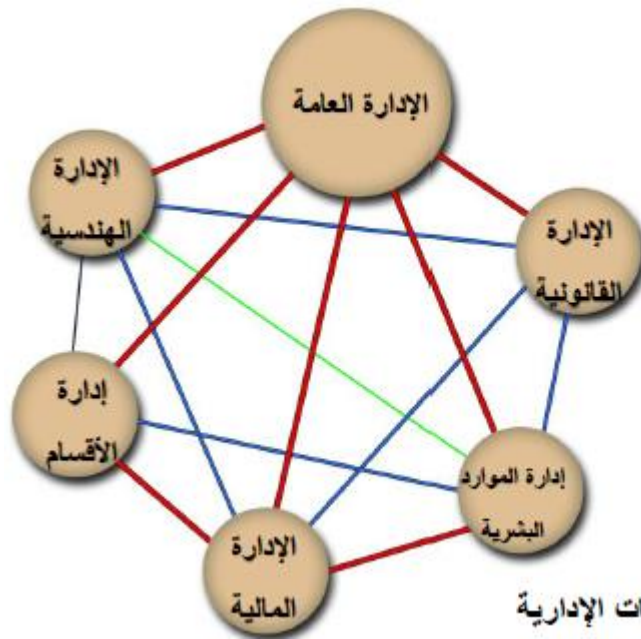 الإدارة العامة
الإدارة
الهندسية
الإدارة
القانونية
إدارة
الأقسام
إدارة الموارد
البشرية
الإدارة
المالية
ات الإدارية